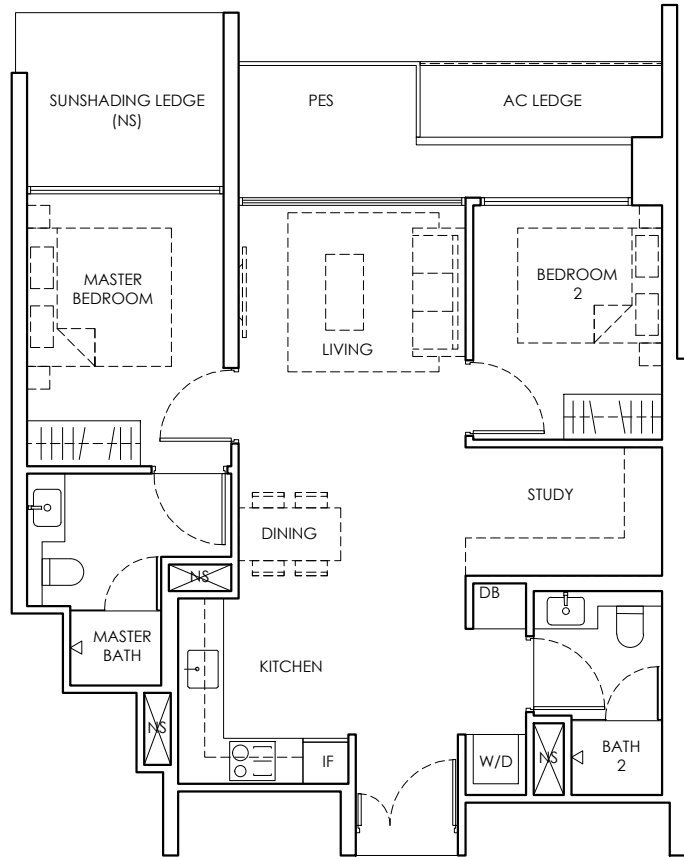 SUNSHADING LEDGE
(NS)
PES
AC LEDGE
MASTER
BEDROOM
BEDROOM
2
LIVING
STUDY
DINING
NS
DB
MASTER
BATH
KITCHEN
NS
IF
W/D
NS
BATH
2